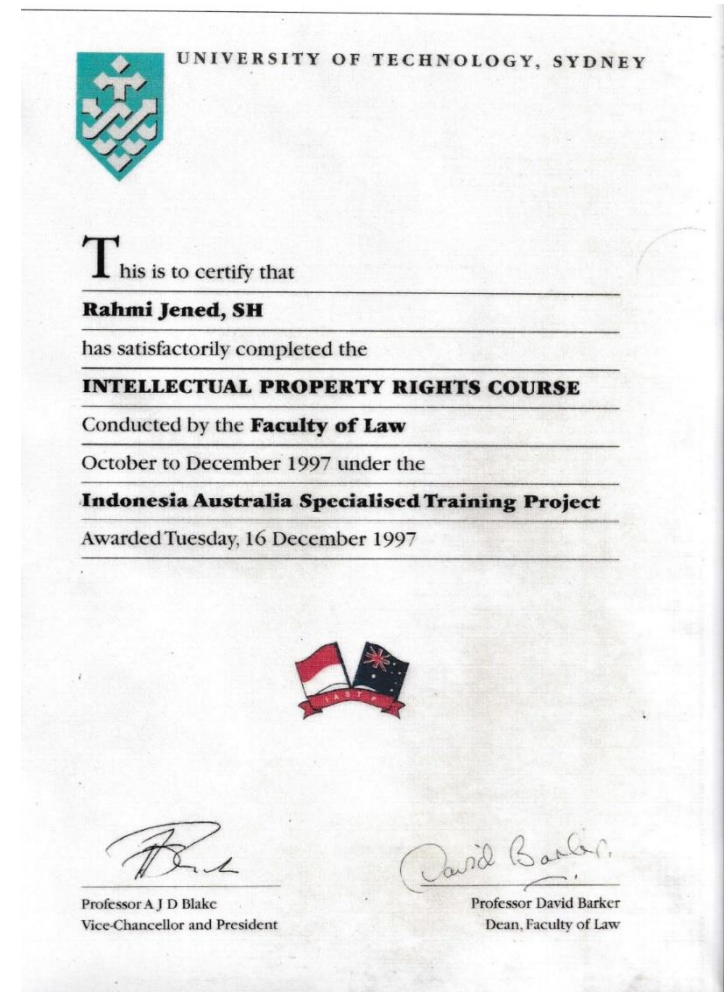 UNIVERSITY OF TECHNOLOGY, SYDNEY
This is to certify that
Rahmi Jened, SH
has satisfactorily completed the
INTELLECTUAL PROPERTY RIGHTS COURSE
Conducted by the Faculty of Law
October to December 1997 under the
Indonesia Australia Specialised Training Project
Awarded Tuesday, 16 December 1997
IASTP
David Barker
Professor A J D Blake
Vice-Chancellor and President
Professor David Barker
Dean, Faculty of Law